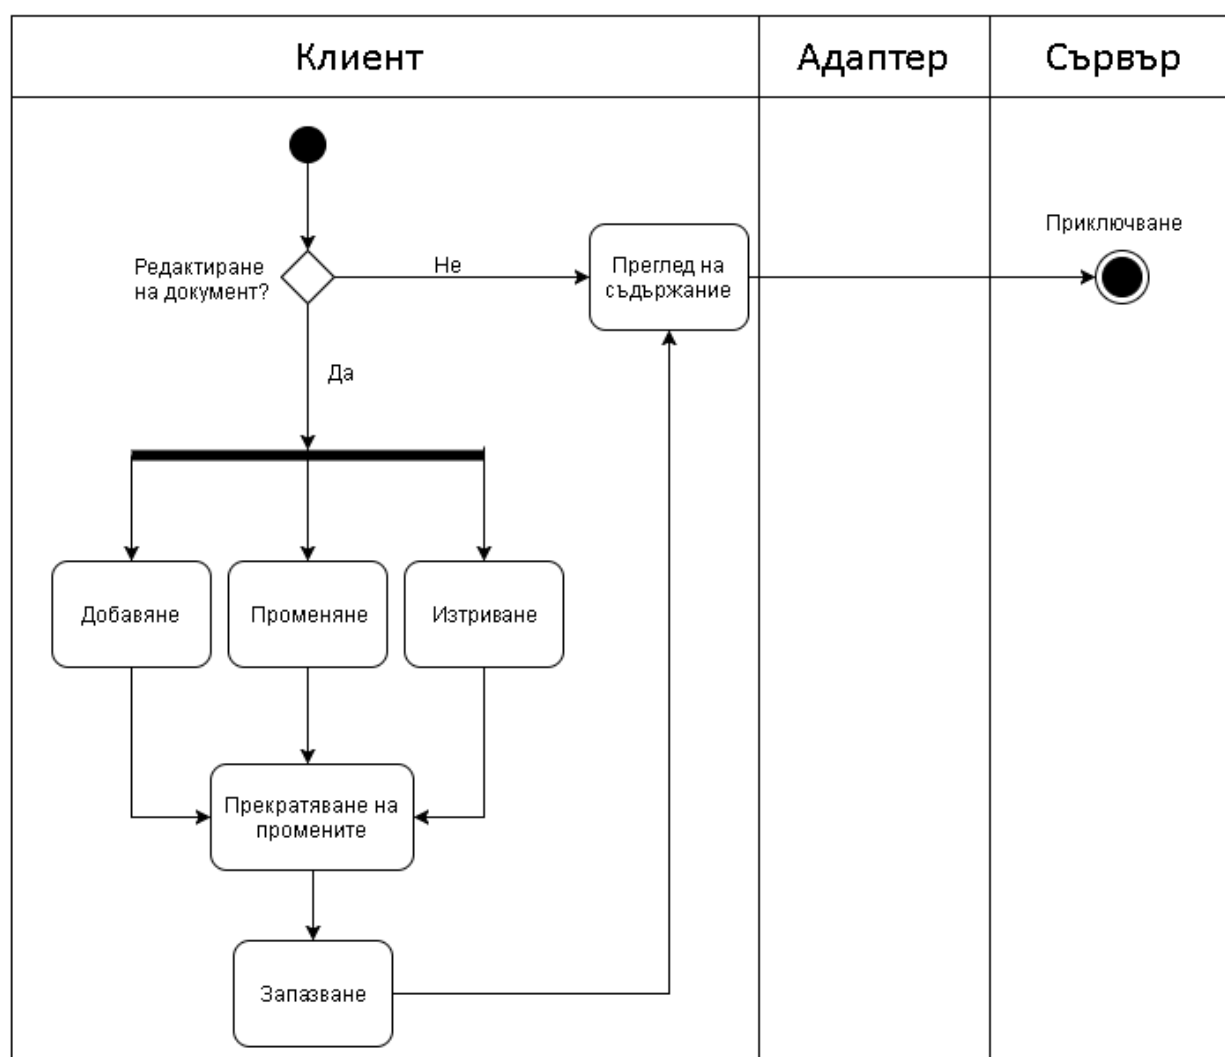 Клиент
Адаптер
Сървър
Приключване
Редактиране
на документ?
Не
Преглед на
съдържание
Да
Добавяне
Променяне
Изтриване
Прекратяване на
промените
Запазване